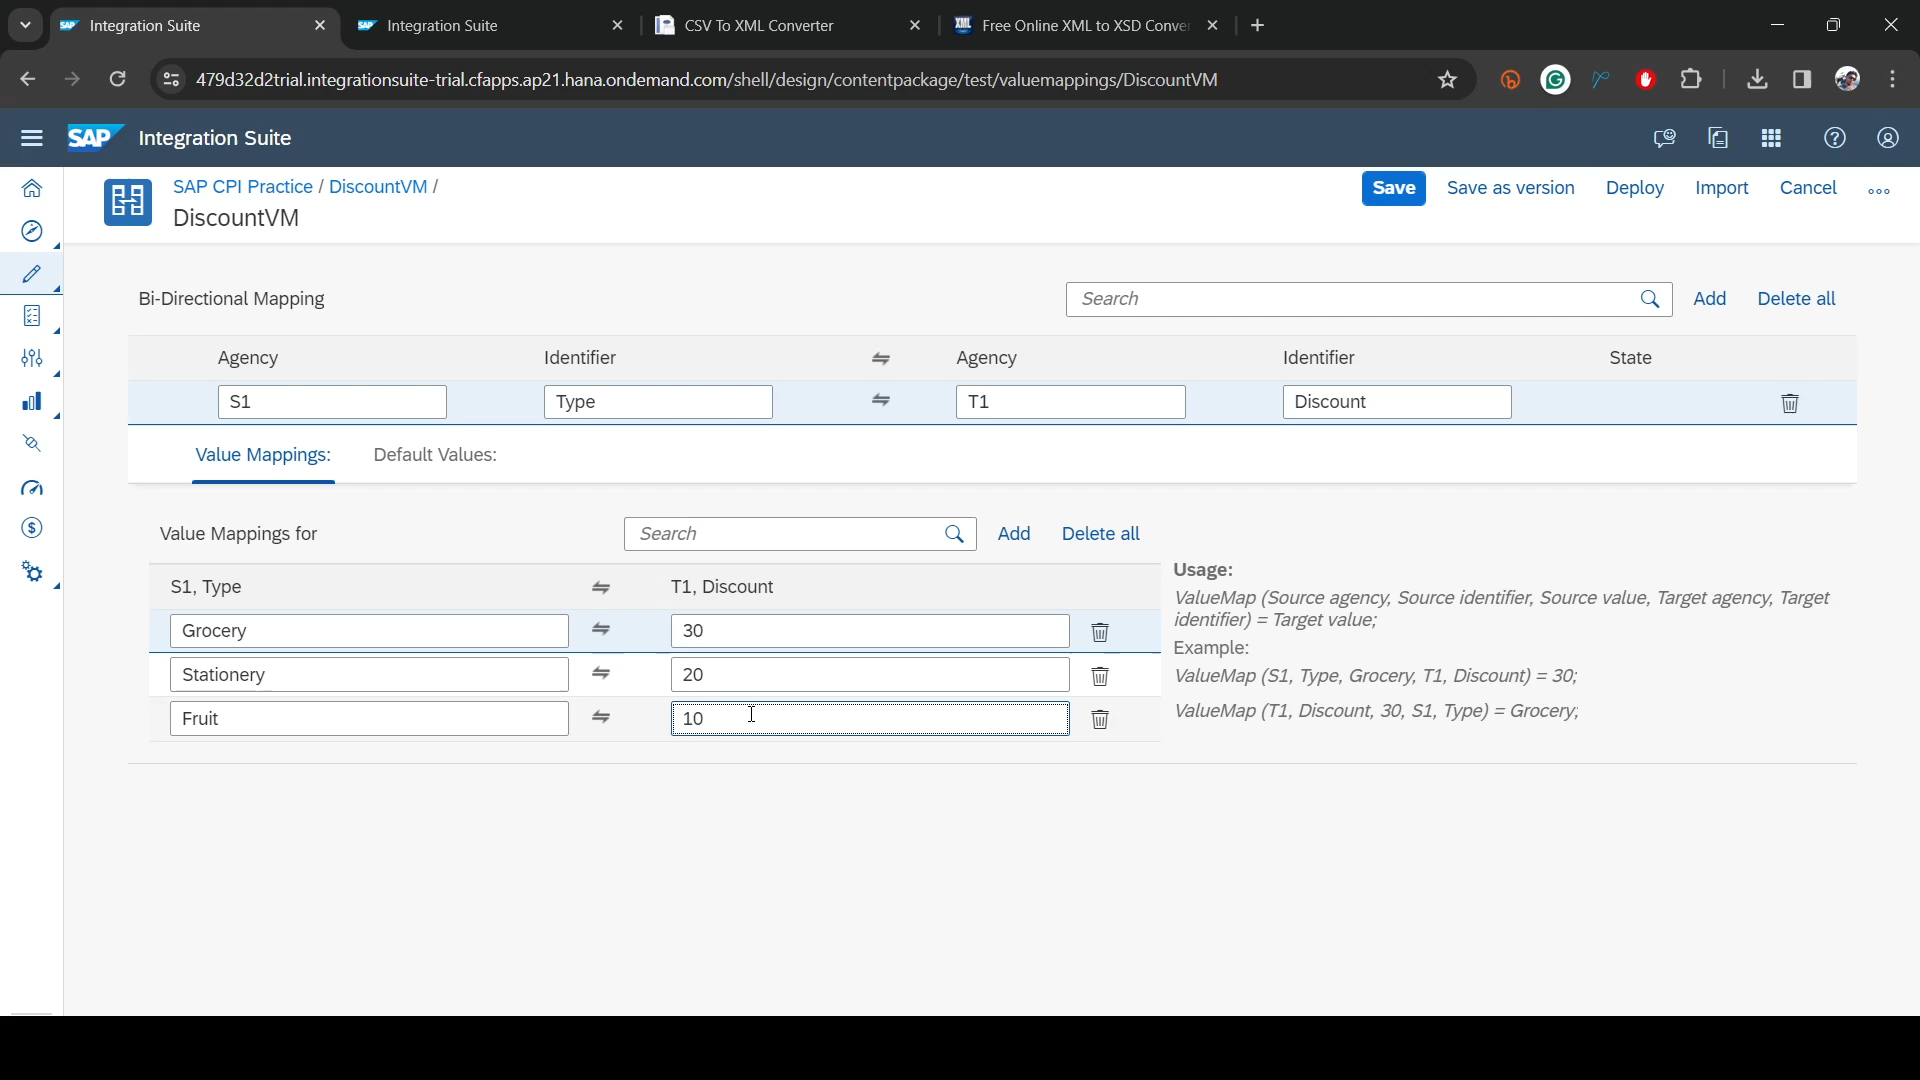 Integration Suite
Integration Suite
CSV To XML Converter
Free Online XML to XSD Conver
479d32d2trial.integrationsuite-trial.cfapps.ap21.hana.ondemand.com/shell/design/contentpackage/test/valuemappings/DiscountVM
SAP Integration Suite
SAP CPI Practice / DiscountVM /
DiscountVM
Save Save as version Deploy Import Cancel
Bi-Directional Mapping Search Add Delete all
Agency Identifier Agency Identifier State
S1 Type T1 Discount
Value Mappings: Default Values:
Value Mappings for Search Add Delete all
S1, Type T1, Discount
Grocery 30
Stationery 20
Fruit 10
Usage:
ValueMap (Source agency, Source identifier, Source value, Target agency, Target
identifier) = Target value;
Example:
ValueMap (S1, Type, Grocery, T1, Discount) = 30;
ValueMap (T1, Discount, 30, S1, Type) = Grocery;